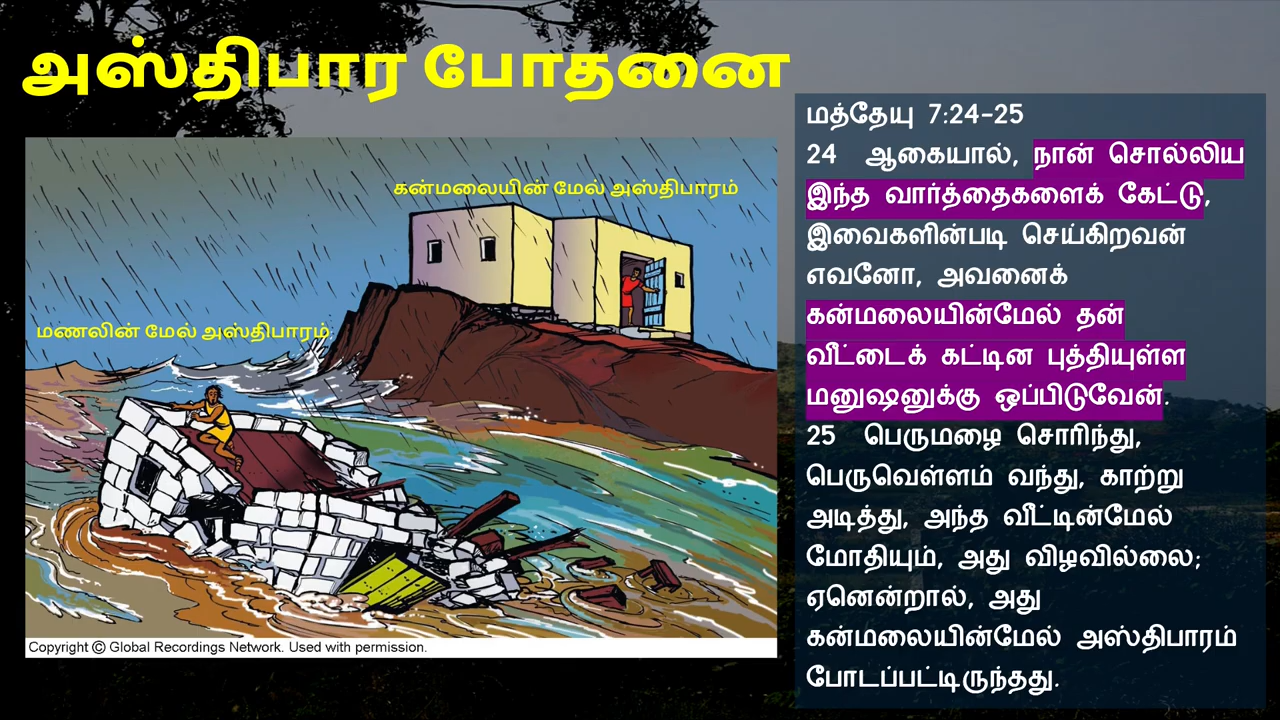 அஸ்திபார போதனை
கன்மலையின் மேல் அஸ்திபாரம்
மணலின் மேல் அஸ்திபாரம்
Copyright © Global Recordings Network. Used with permission.
மத்தேயு 7:24-25
24 ஆகையால், நான் சொல்லிய
இந்த வார்த்தைகளைக் கேட்டு,
இவைகளின்படி செய்கிறவன்
எவனோ, அவனைக்
கன்மலையின்மேல் தன்
வீட்டைக் கட்டின புத்தியுள்ள
மனுஷனுக்கு ஒப்பிடுவேன்.
25 பெருமழை சொரிந்து,
பெருவெள்ளம் வந்து, காற்று
அடித்து, அந்த வீட்டின்மேல்
மோதியும், அது விழவில்லை;
ஏனென்றால், அது
கன்மலையின்மேல் அஸ்திபாரம்
போடப்பட்டிருந்தது.